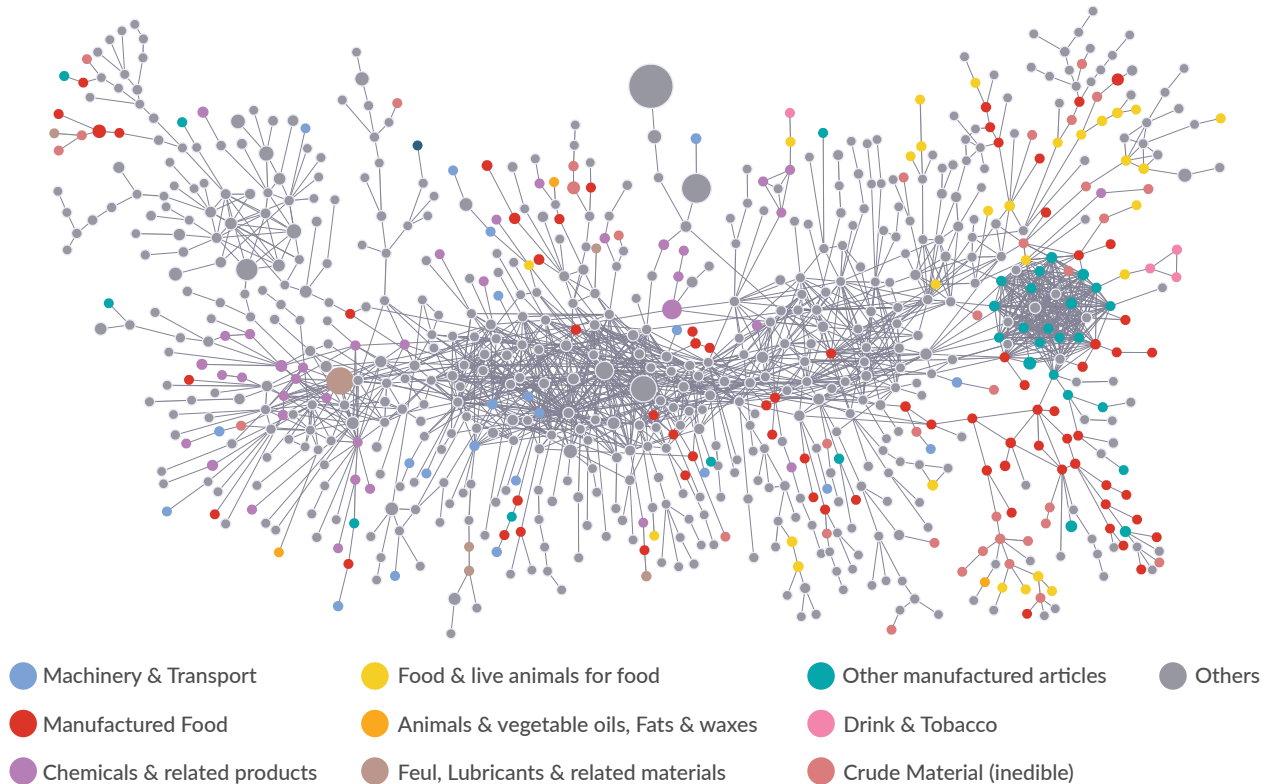 Machinery & Transport
Food & live animals for food
Other manufactured articles
Others
Manufactured Food
Animals & vegetable oils, Fats & waxes
Drink & Tobacco
Chemicals & related products
Feul, Lubricants & related materials
Crude Material (inedible)